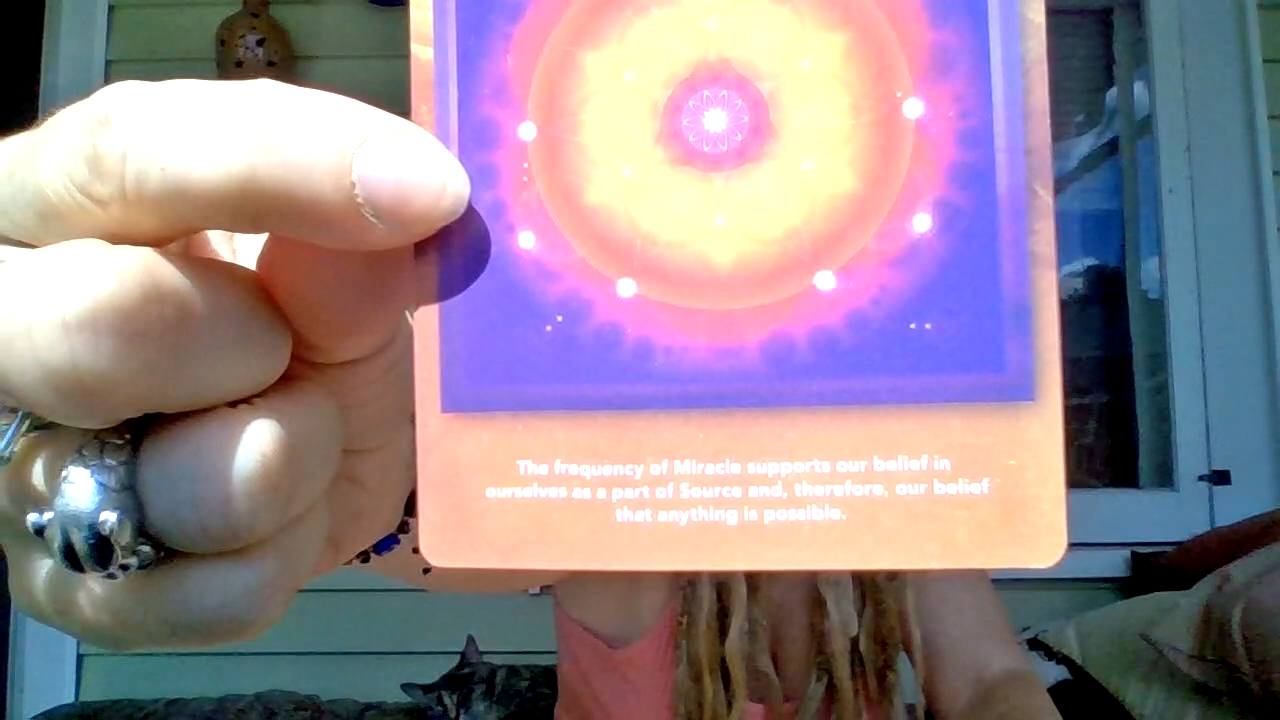 The frequency of Miracle supports our belief in
ourselves as a part of Source and, therefore, our belief
that anything is possible.